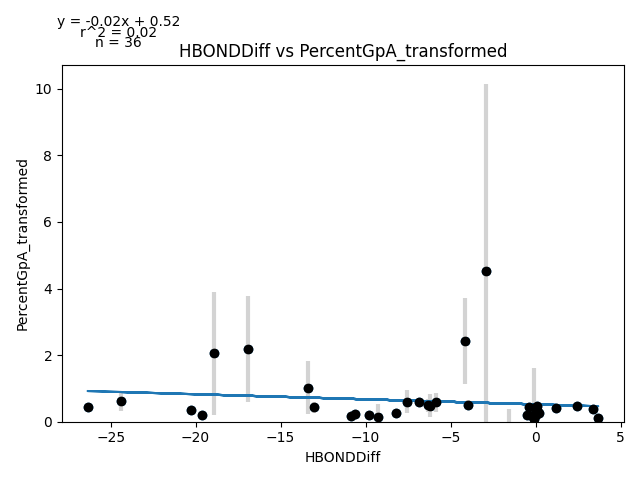 y = -0.02x + 0.52
r^2 = 0.02
n = 36
HBONDDiff vs PercentGpA_transformed
10
8
6
4
2
0
PercentGpA_transformed
−25
−20
−15
−10
−5
0
5
HBONDDiff